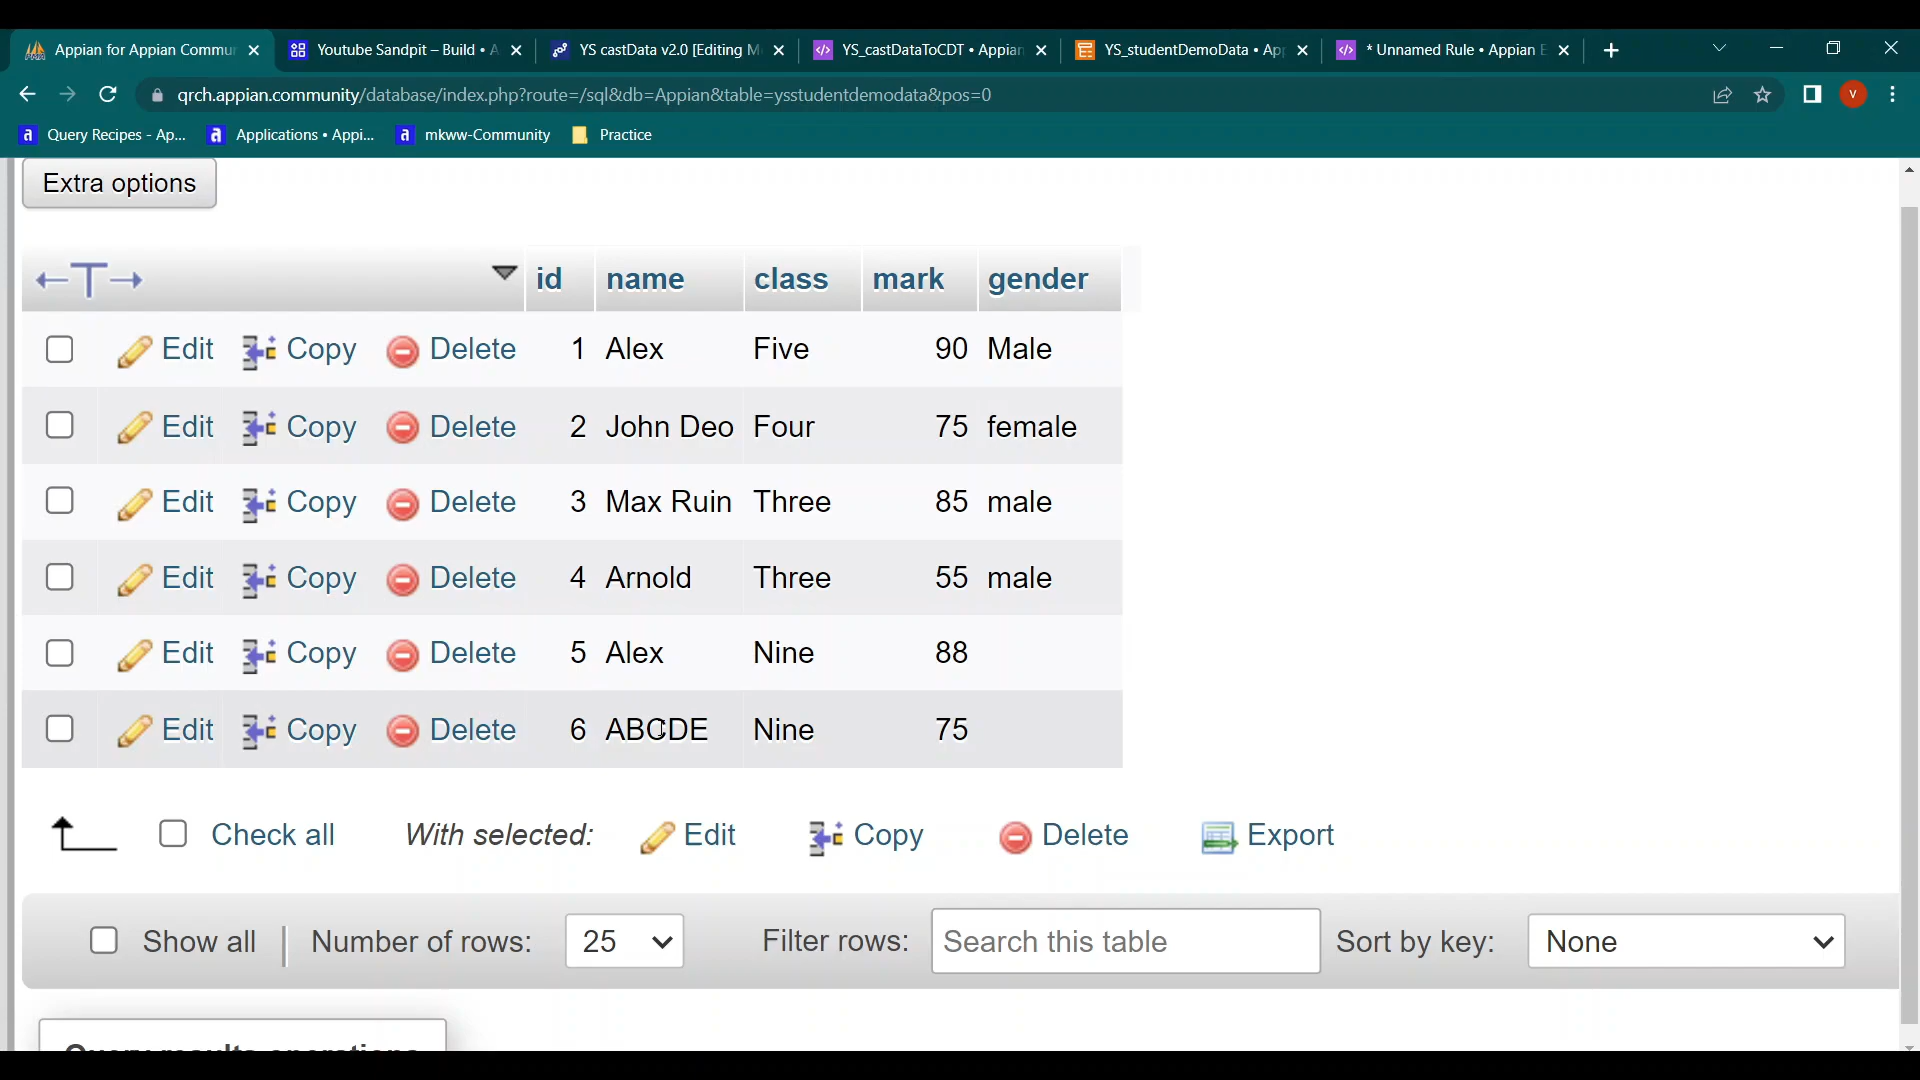 Appian for Appian Commu
Youtube Sandpit – Build • A
YS castData v2.0 [Editing M
YS_castDataToCDT • Appian
YS_studentDemoData • Ap
* Unnamed Rule • Appian E
qrch.appian.community/database/index.php?route=/sql&db=Appian&table=ysstudentdemodata&pos=0
V
Query Recipes - Ap...
Applications • Appi...
mkww-Community
Practice
Extra options
id name class mark gender
Edit Copy Delete 1 Alex Five 90 Male
Edit Copy Delete 2 John Deo Four 75 female
Edit Copy Delete 3 Max Ruin Three 85 male
Edit Copy Delete 4 Arnold Three 55 male
Edit Copy Delete 5 Alex Nine 88
Edit Copy Delete 6 ABCDE Nine 75
Check all With selected: Edit Copy Delete Export
Show all Number of rows: 25 Filter rows: Search this table Sort by key: None
Query results operations